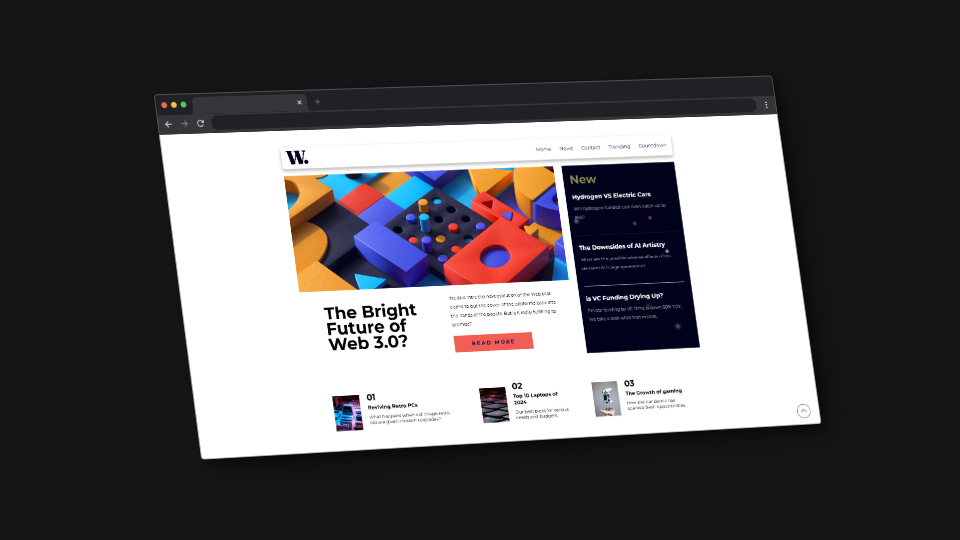 W.
Home News Contact Trending Countdown
New
Hydrogen VS Electric Cars
Will hydrogen-fueled cars ever catch up to
EVs?
The Downsides of AI Artistry
What are the possible adverse effects of on-
demand AI image generation?
Is VC Funding Drying Up?
Private funding by VC firms is down 50% YOY.
We take a look at what that means.
The Bright
Future of
Web 3.0?
We dive into the next evolution of the web that
claims to put the power of the platforms back into
the hands of the people. But is it really fulfilling its
promise?
READ MORE
01
Reviving Retro PCs
What happens when old
are given modern upgrades?
02
Top 10 Laptops of
2024
Our best picks for various
needs and budgets.
03
The Growth of gaming
How the pandemic has
sparked fresh opportunities.